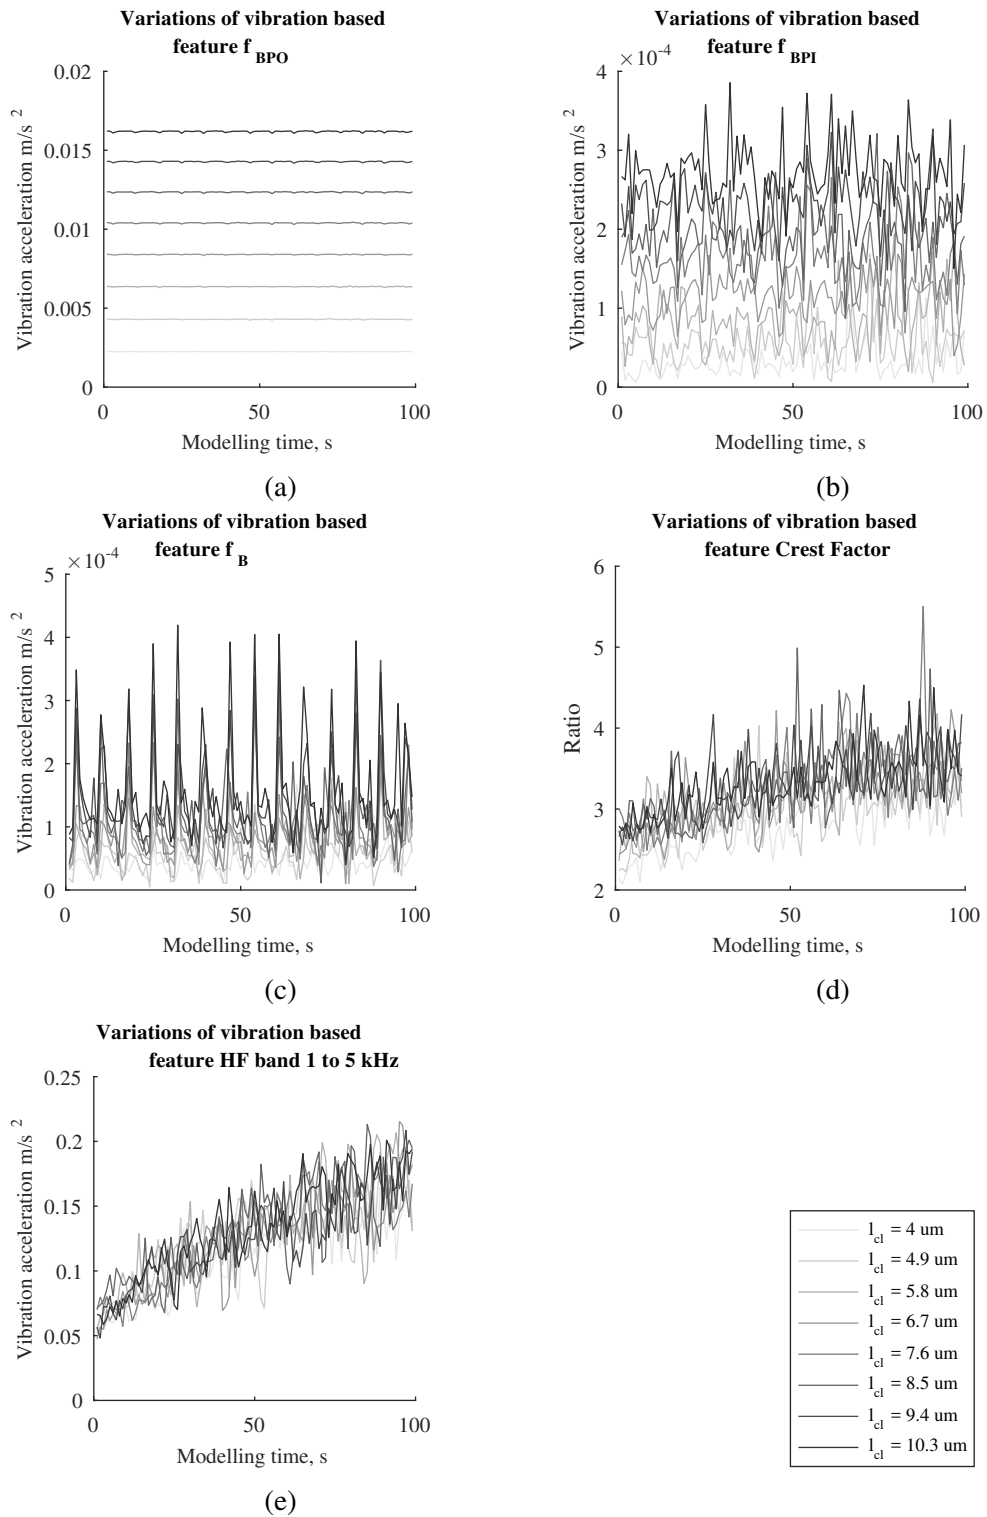 Variations of vibration based
feature f BPO
0.02
0.015
0.01
0.005
0
Vibration acceleration m/s 2
0 50 100
Modelling time, s
(a)
Variations of vibration based
feature f BPI
×10-4
4
3
2
1
0
Vibration acceleration m/s 2
0 50 100
Modelling time, s
(b)
Variations of vibration based
feature f B
×10-4
5
4
3
2
1
0
Vibration acceleration m/s 2
0 50 100
Modelling time, s
(c)
Variations of vibration based
feature Crest Factor
6
5
4
3
2
Ratio
0 50 100
Modelling time, s
(d)
Variations of vibration based
feature HF band 1 to 5 kHz
0.25
0.2
0.15
0.1
0.05
0
Vibration acceleration m/s 2
0 50 100
Modelling time, s
(e)
l cl = 4 um
l cl = 4.9 um
l cl = 5.8 um
l cl = 6.7 um
l cl = 7.6 um
l cl = 8.5 um
l cl = 9.4 um
l cl = 10.3 um